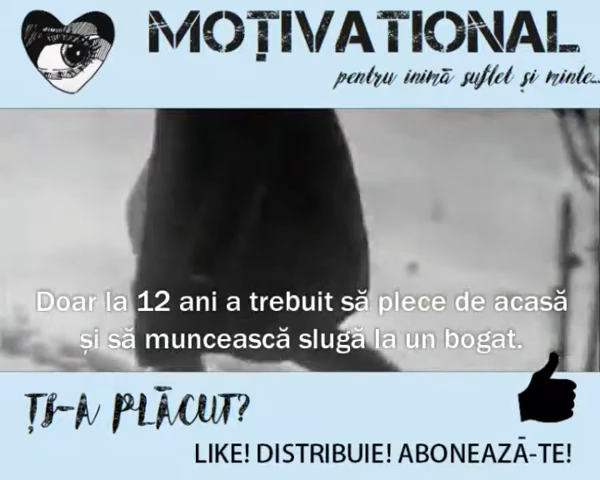 MOȚIVATIONAL
pentru inimă suflet și minte...
Doar la 12 ani a trebuit să plece de acasă
și să muncească slugă la un bogat.
ȚI-A PLĂCUT?
LIKE! DISTRIBUIE! ABONEAZĂ-TE!